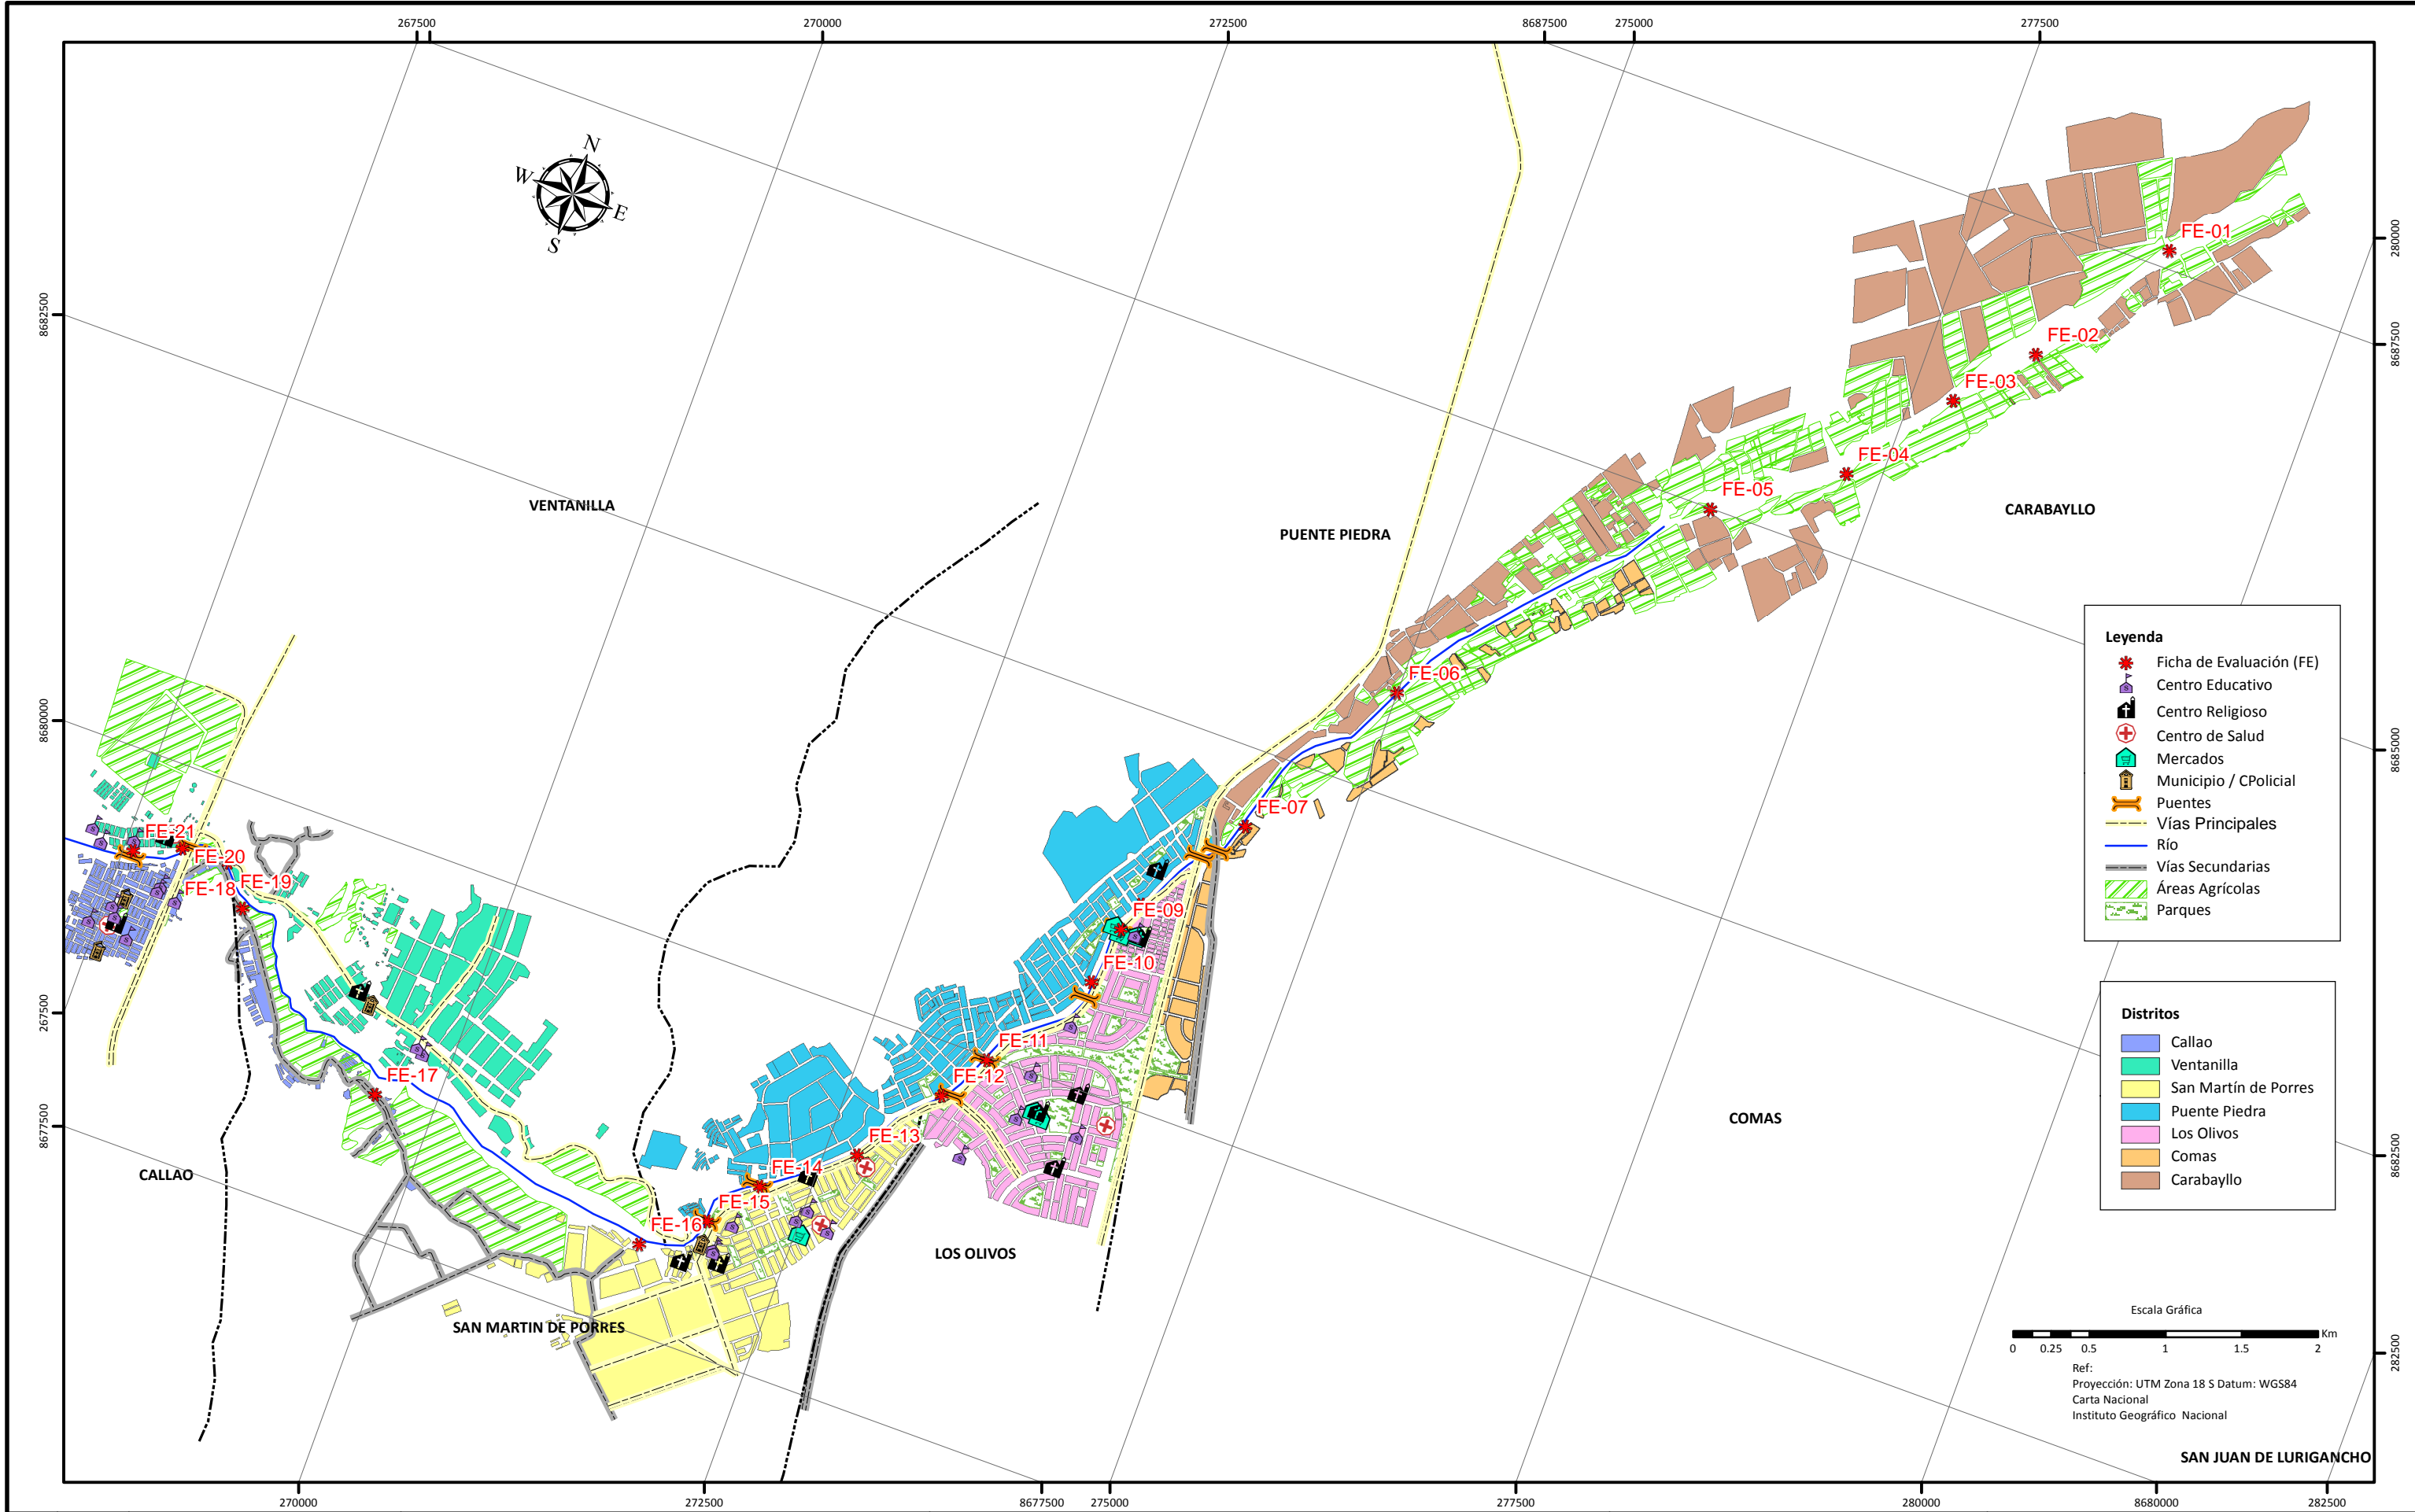 267500
270000
272500
8687500
275000
277500
N
W
E
S
280000
8687500
8685000
8682500
282500
8682500
8680000
267500
8677500
FE-01
FE-02
FE-03
FE-04
FE-05
CARABAYLLO
VENTANILLA
PUENTE PIEDRA
FE-06
FE-07
FE-21
FE-20
FE-18
FE-19
FE-09
FE-10
FE-11
FE-12
FE-17
FE-13
FE-14
FE-15
FE-16
CALLAO
COMAS
LOS OLIVOS
SAN MARTIN DE PORRES
SAN JUAN DE LURIGANCHO
Leyenda
Ficha de Evaluación (FE)
Centro Educativo
Centro Religioso
Centro de Salud
Mercados
Municipio / CPolicial
Puentes
Vías Principales
Río
Vías Secundarias
Áreas Agrícolas
Parques
Distritos
Callao
Ventanilla
San Martín de Porres
Puente Piedra
Los Olivos
Comas
Carabayllo
Escala Gráfica
Km
0 0.25 0.5 1 1.5 2
Ref:
Proyección: UTM Zona 18 S Datum: WGS84
Carta Nacional
Instituto Geográfico Nacional
270000
272500
8677500
275000
277500
280000
8680000
282500